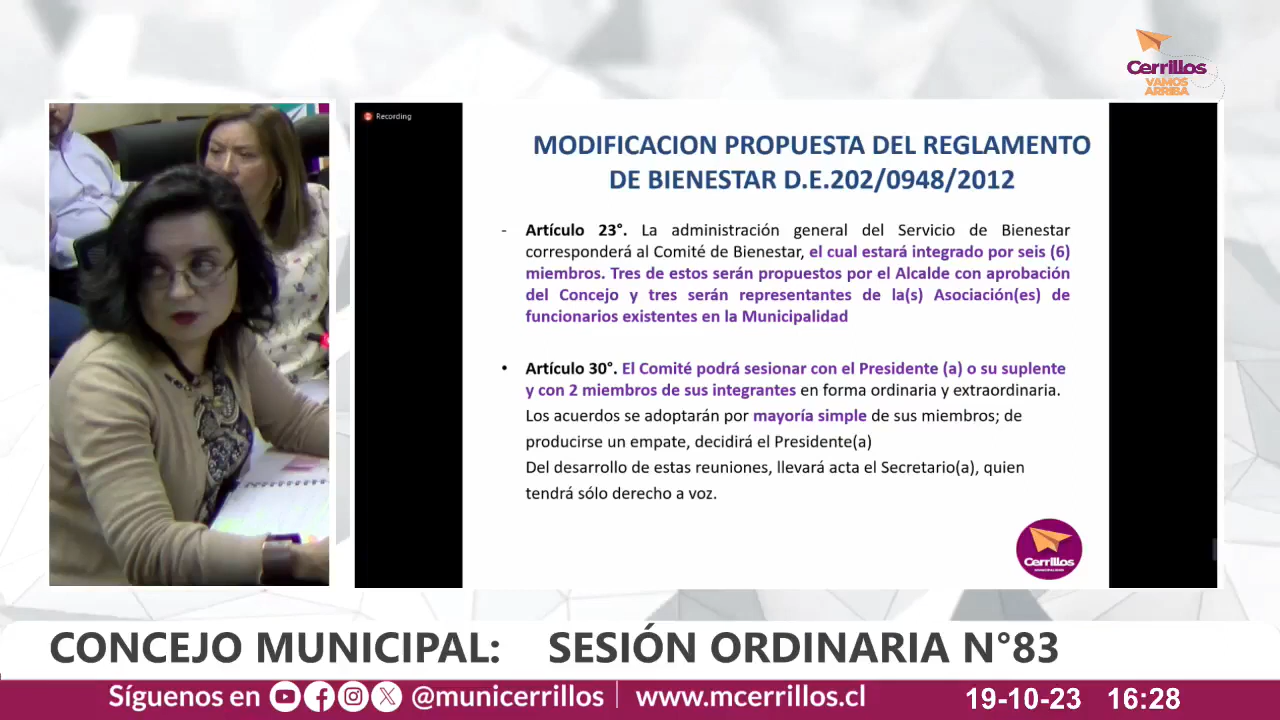 Cerrillos
VAMOS
ARRIBA
Recording
MODIFICACION PROPUESTA DEL REGLAMENTO
DE BIENESTAR D.E.202/0948/2012
- Artículo 23°. La administración general del Servicio de Bienestar
corresponderá al Comité de Bienestar, el cual estará integrado por seis (6)
miembros. Tres de estos serán propuestos por el Alcalde con aprobación
del Concejo y tres serán representantes de la(s) Asociación(es) de
funcionarios existentes en la Municipalidad
• Artículo 30°. El Comité podrá sesionar con el Presidente (a) o su suplente
y con 2 miembros de sus integrantes en forma ordinaria y extraordinaria.
Los acuerdos se adoptarán por mayoría simple de sus miembros; de
producirse un empate, decidirá el Presidente(a)
Del desarrollo de estas reuniones, llevará acta el Secretario(a), quien
tendrá sólo derecho a voz.
Cerrillos
CONCEJO MUNICIPAL: SESIÓN ORDINARIA N°83
Síguenos en @municerrillos | www.mcerrillos.cl 19-10-23 16:28